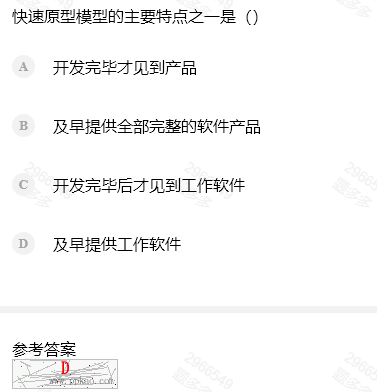 快速原型模型的主要特点之一是（）
A 开发完毕才见到产品
B 及早提供全部完整的软件产品
C 开发完毕后才见到工作软件
D 及早提供工作软件
参考答案
D